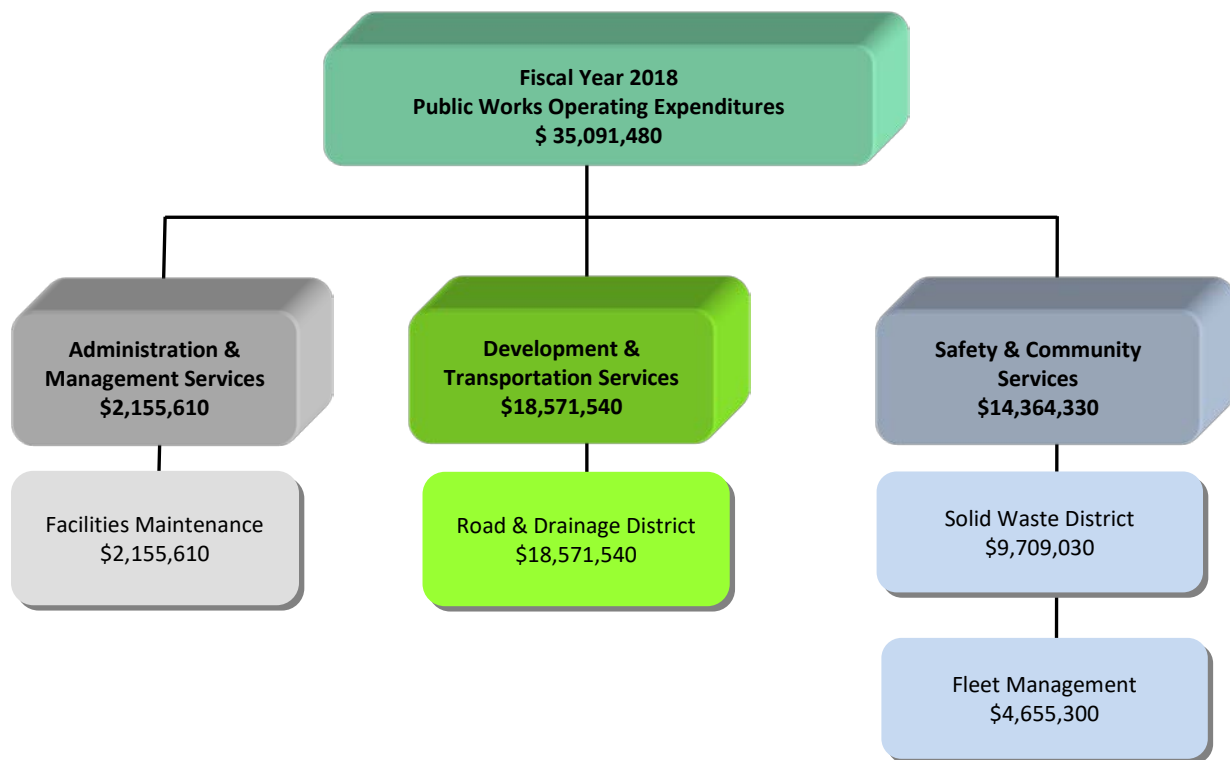 Fiscal Year 2018
Public Works Operating Expenditures
$ 35,091,480
Administration &
Management Services
$2,155,610
Development &
Transportation Services
$18,571,540
Safety & Community
Services
$14,364,330
Facilities Maintenance
$2,155,610
Road & Drainage District
$18,571,540
Solid Waste District
$9,709,030
Fleet Management
$4,655,300